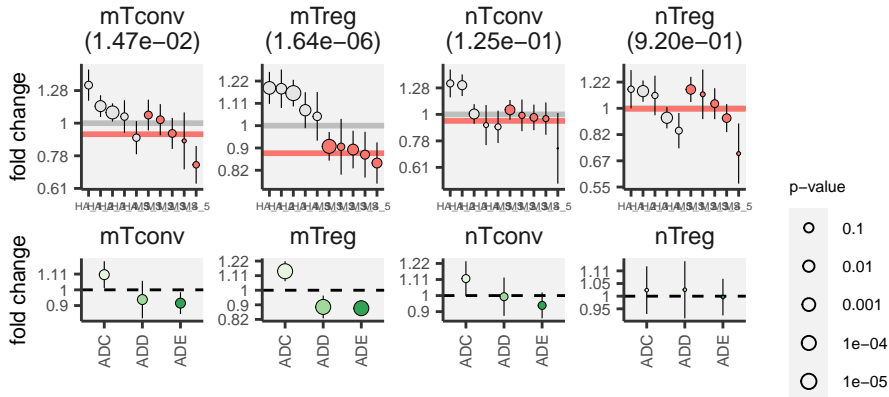 mTconv
(1.47e−02)
mTreg
(1.64e−06)
nTconv
(1.25e−01)
nTreg
(9.20e−01)
fold change
1.28
1
0.78
0.61
1.22
1.11
1
0.9
0.82
1.28
1
0.78
0.61
1.22
1
0.82
0.67
0.55
mTconv
mTreg
nTconv
nTreg
fold change
1.11
1
0.9
1.22
1.11
1
0.9
0.82
1.22
1.11
1
0.9
1.11
1.05
1
0.95
ADC
ADD
ADE
ADC
ADD
ADE
ADC
ADD
ADE
ADC
ADD
ADE
p−value
0.1
0.01
0.001
1e−04
1e−05